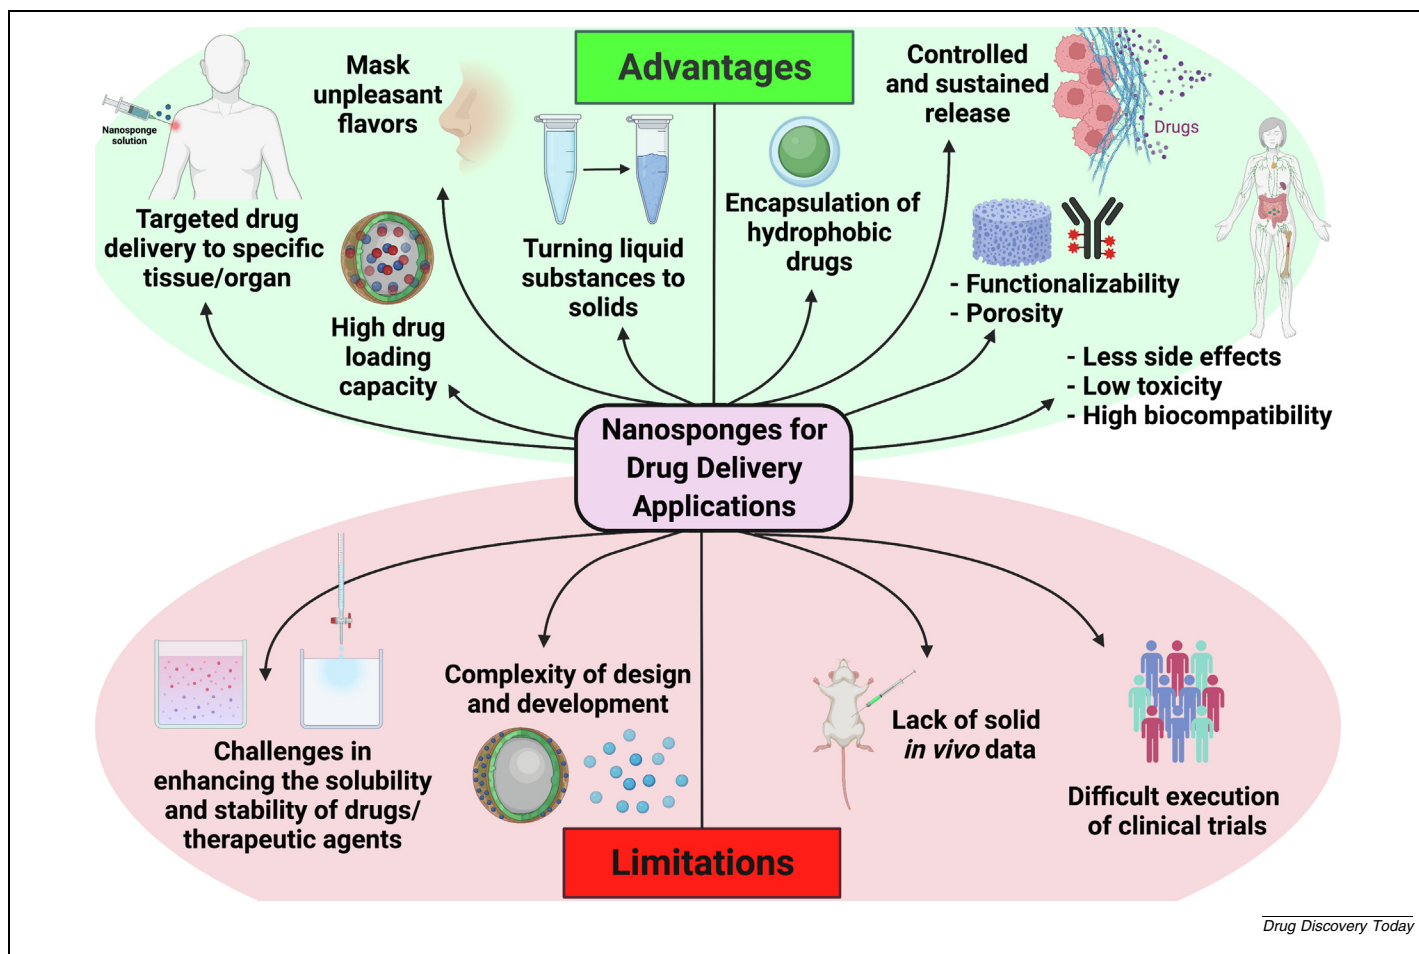 Advantages
Nanosponge
solution
Targeted drug
delivery to specific
tissue/organ
Mask
unpleasant
flavors
High drug
loading
capacity
Turning liquid
substances to
solids
Encapsulation of
hydrophobic
drugs
Controlled
and sustained
release
Drugs
- Functionalizability
- Porosity
- Less side effects
- Low toxicity
- High biocompatibility
Nanosponges for
Drug Delivery
Applications
Challenges in
enhancing the solubility
and stability of drugs/
therapeutic agents
Complexity of design
and development
Lack of solid
in vivo data
Difficult execution
of clinical trials
Limitations
Drug Discovery Today